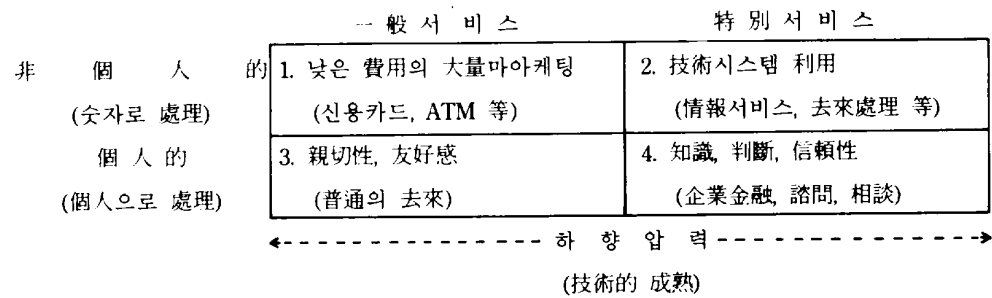 一般서비스 特別서비스
非個人的 1. 낮은 費用의 大量마아케팅 2. 技術시스템 利用
(숫자로 處理) (신용카드, ATM 等) (情報서비스, 去來處理 等)
個人的 3. 親切性, 友好感 4. 知識, 判斷, 信賴性
(個人으로 處理) (普通의 去來) (企業金融, 諮問, 相談)
하향압력
(技術的 成熟)